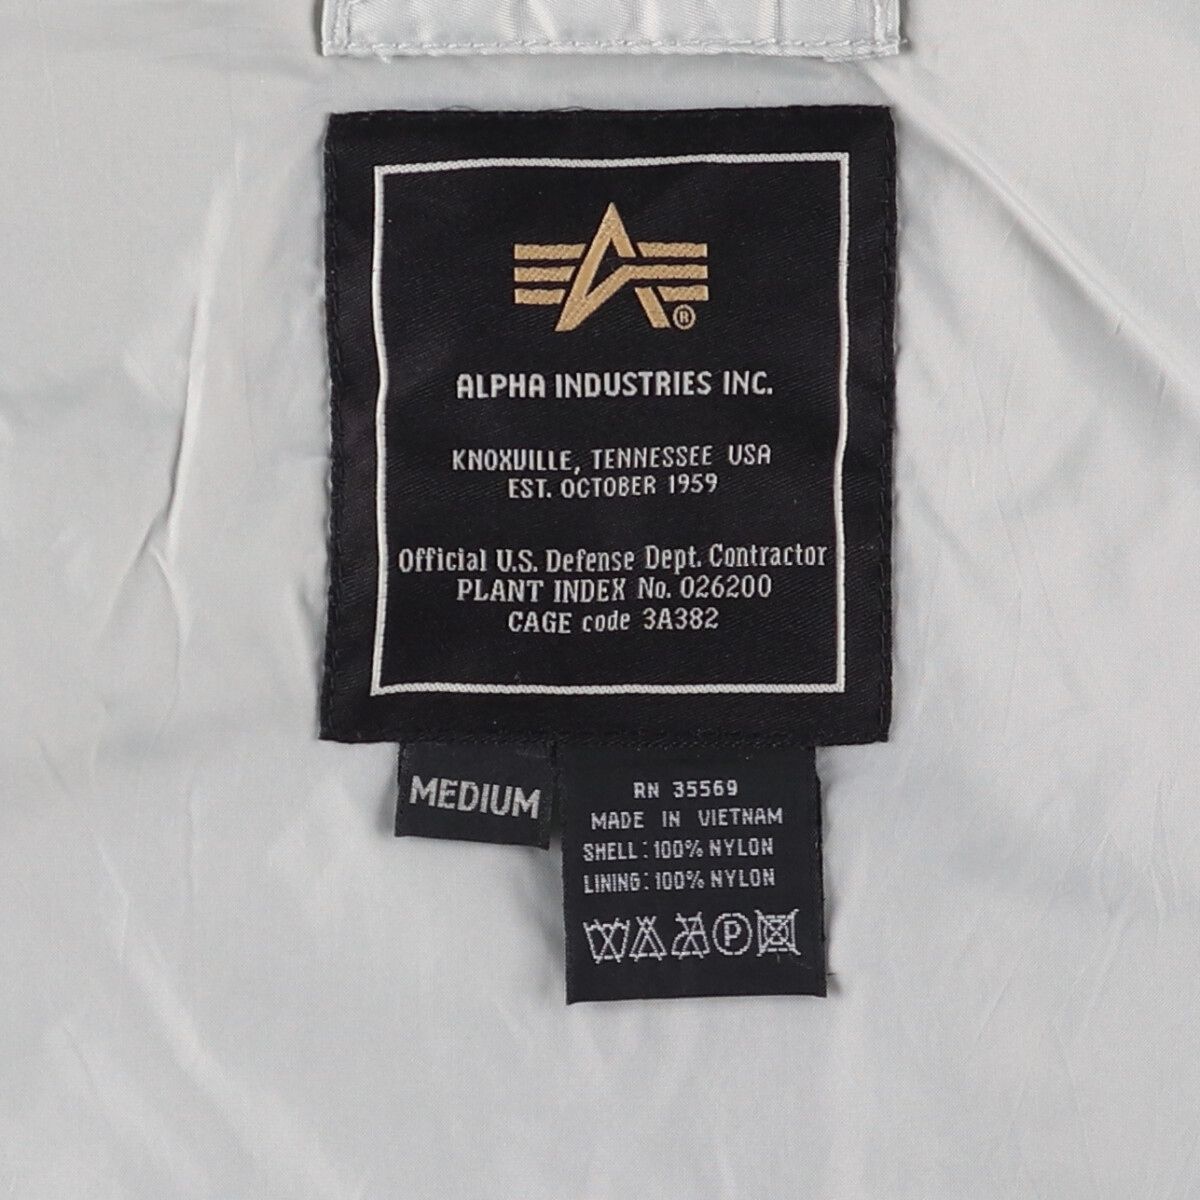 ®
ALPHA INDUSTRIES INC.
KNOXVILLE, TENNESSEE USA
EST. OCTOBER 1959
Official U.S. Defense Dept. Contractor
PLANT INDEX No. 026200
CAGE code 3A382
MEDIUM
RN 35569
MADE IN VIETNAM
SHELL: 100% NYLON
LINING: 100% NYLON
P